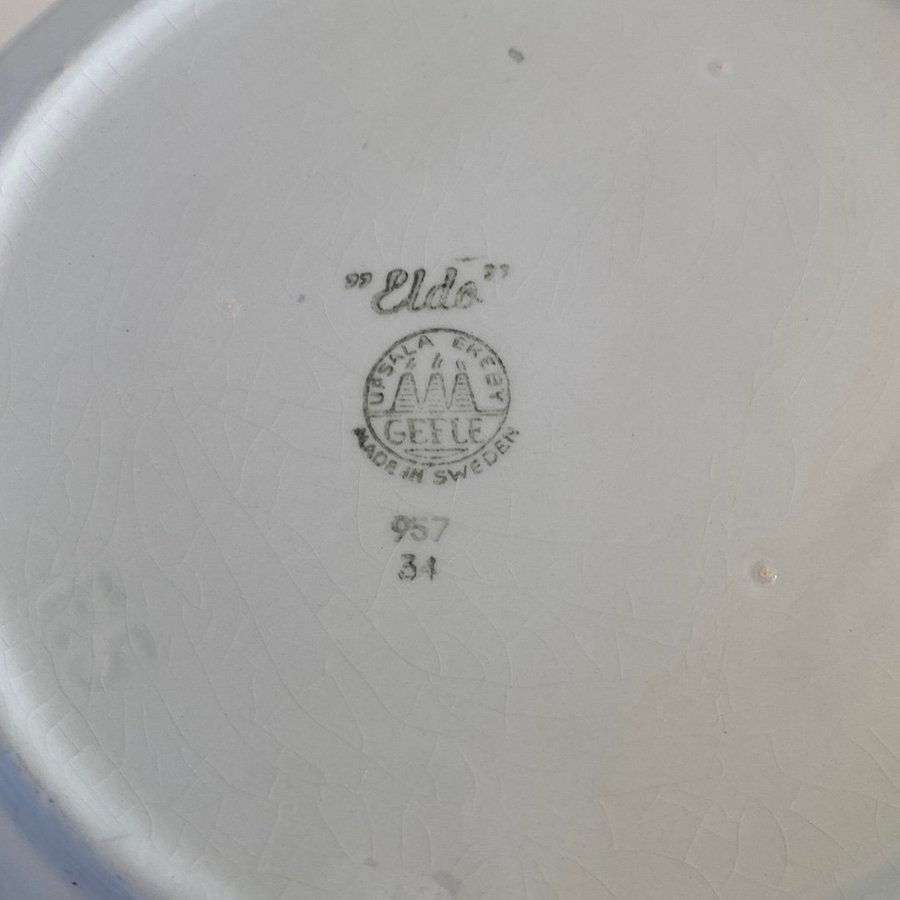 ”Eldo”
UPSALA EKEBY
GEFLE
MADE IN SWEDEN
957
34